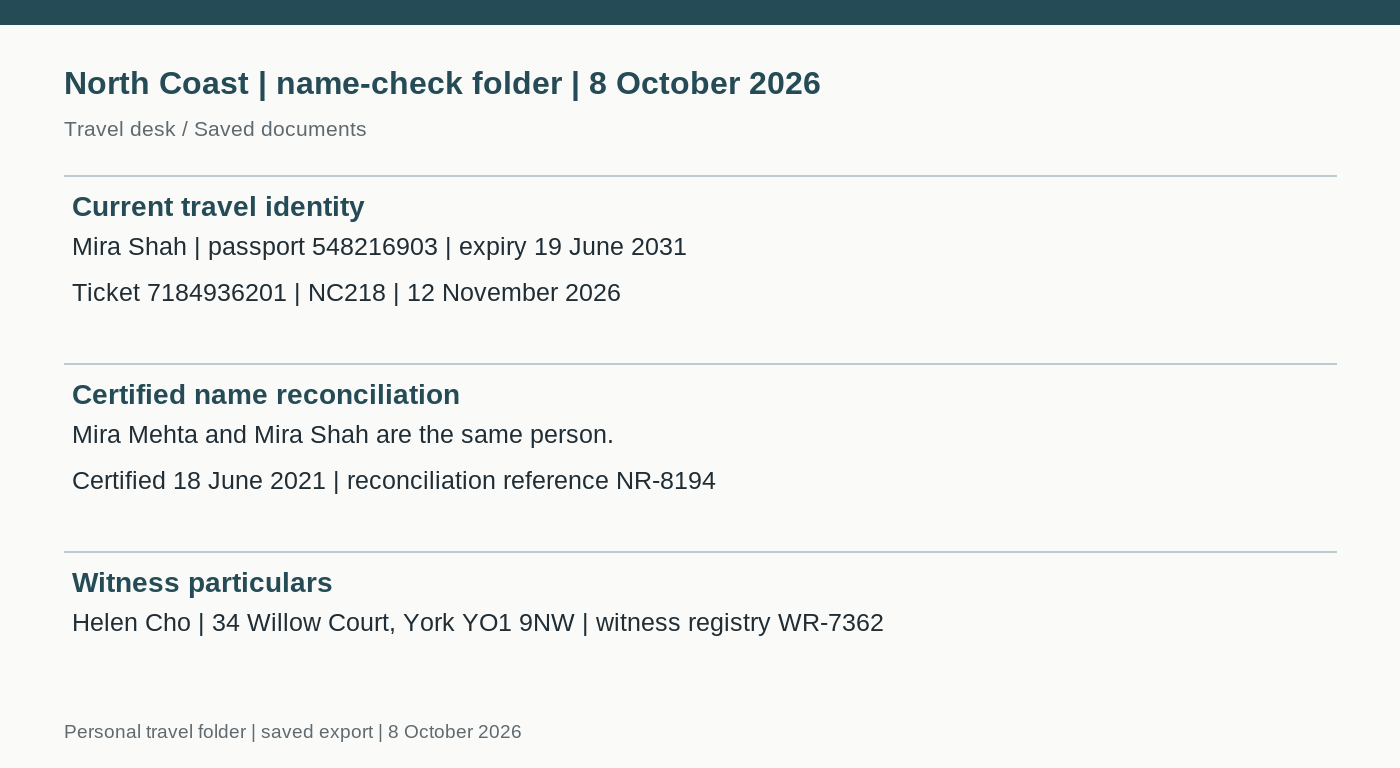 North Coast | name-check folder | 8 October 2026
Travel desk / Saved documents
Current travel identity
Mira Shah | passport 548216903 | expiry 19 June 2031
Ticket 7184936201 | NC218 | 12 November 2026
Certified name reconciliation
Mira Mehta and Mira Shah are the same person.
Certified 18 June 2021 | reconciliation reference NR-8194
Witness particulars
Helen Cho | 34 Willow Court, York YO1 9NW | witness registry WR-7362
Personal travel folder | saved export | 8 October 2026